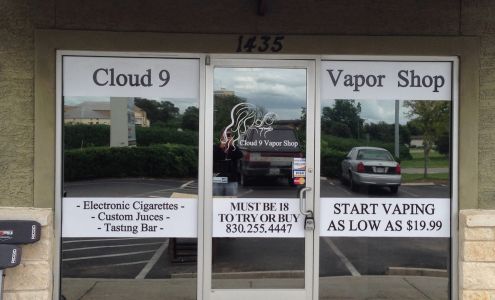 1435
Cloud 9
Vapor Shop
Cloud 9 Vapor Shop
- Electronic Cigarettes -
- Custom Juices -
- Tasting Bar -
MUST BE 18
TO TRY OR BUY
830.255.4447
START VAPING
AS LOW AS $19.99